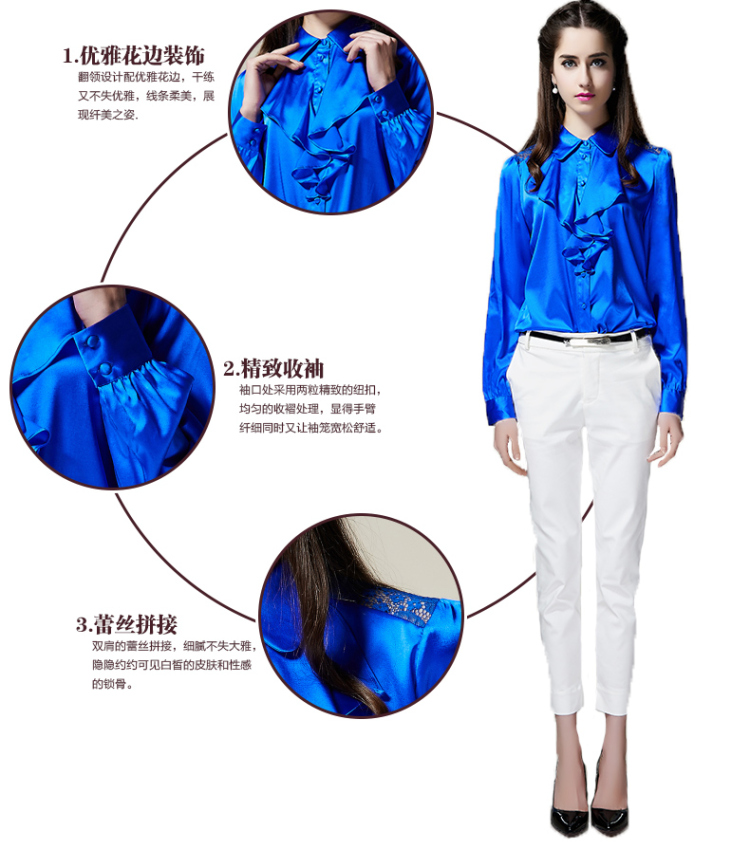 1.优雅花边装饰
翻领设计配优雅花边，干练
又不失优雅，线条柔美，展
现纤美之姿.
2.精致收袖
袖口处采用两粒精致的纽扣，
均匀的收褶处理，显得手臂
纤细同时又让袖笼宽松舒适。
3.蕾丝拼接
双肩的蕾丝拼接，细腻不失大雅，
隐隐约约可见白皙的皮肤和性感
的锁骨。